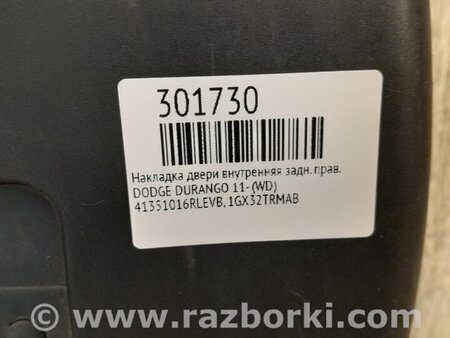 301730
Накладка двери внутренняя задн. прав.
DODGE DURANGO 11- (WD)
41351016RLEVB, 1GX32TRMAB
www.razborki.com